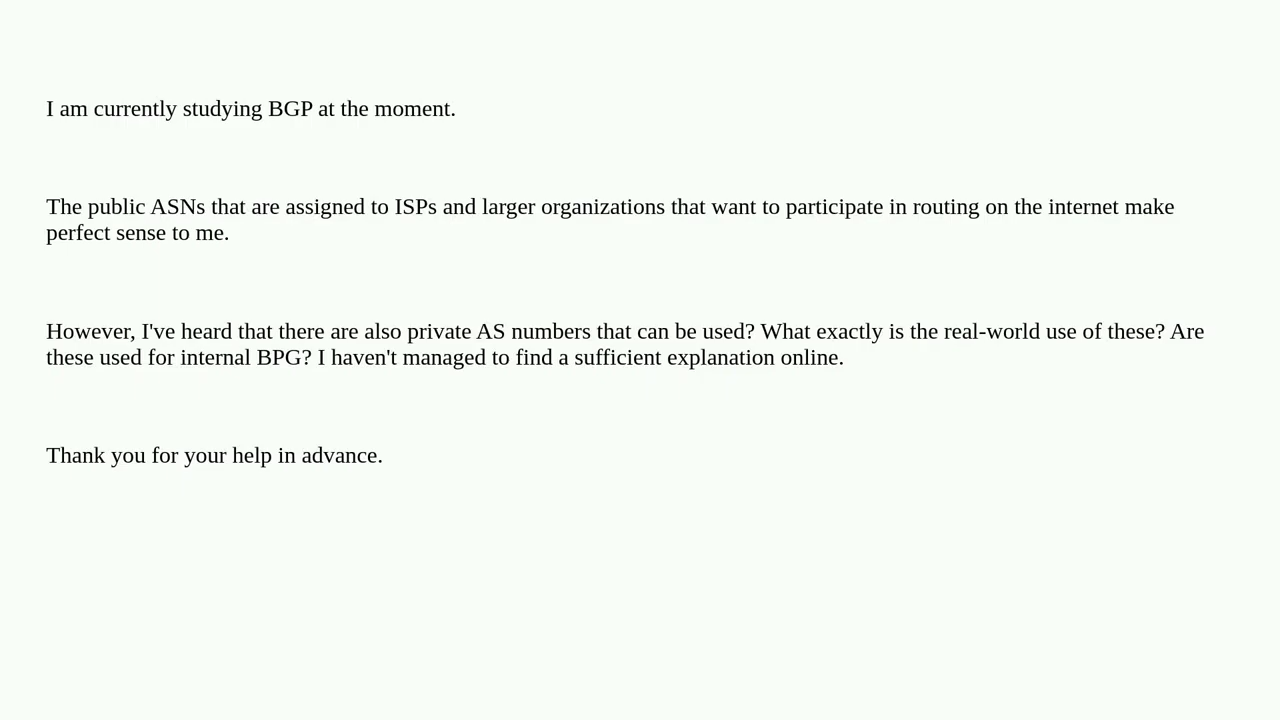 I am currently studying BGP at the moment.
The public ASNs that are assigned to ISPs and larger organizations that want to participate in routing on the internet make
perfect sense to me.
However, I've heard that there are also private AS numbers that can be used? What exactly is the real-world use of these? Are
these used for internal BPG? I haven't managed to find a sufficient explanation online.
Thank you for your help in advance.